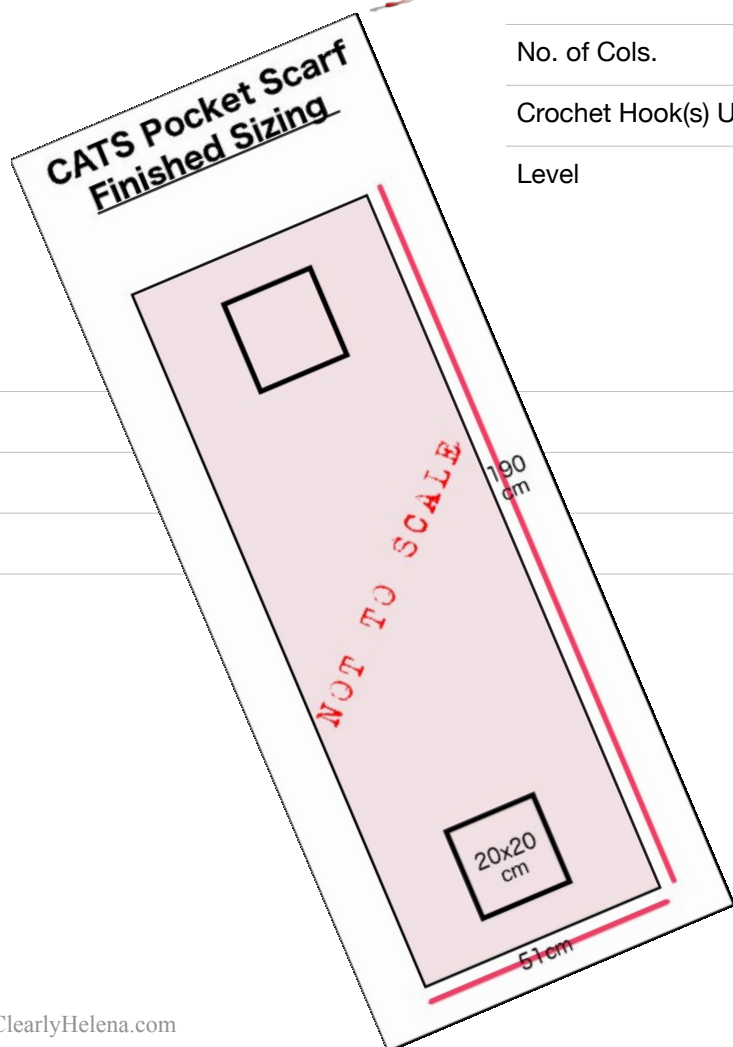 No. of Cols.
Crochet Hook(s) U
Level
CATS Pocket Scarf
Finished Sizing
190
cm
NOT TO SCALE
20x20
cm
51cm
ClearlyHelena.com